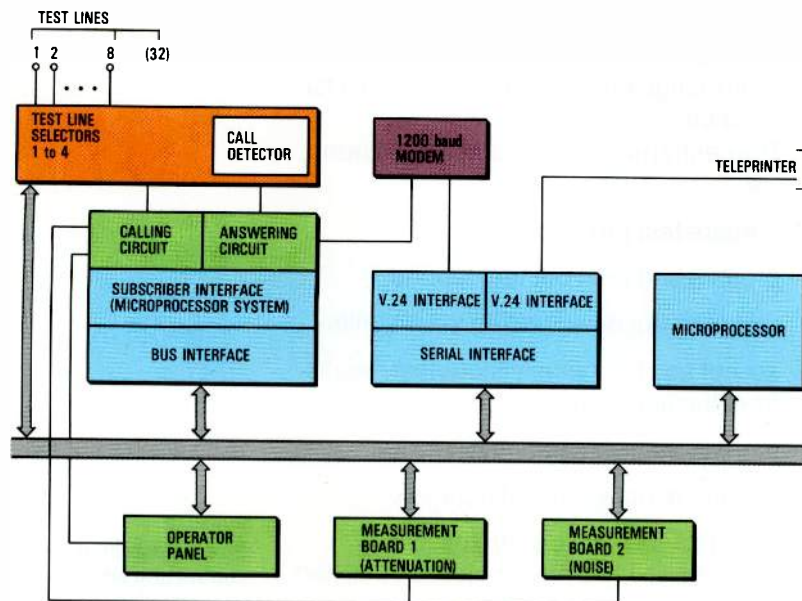 TEST LINES
1 2 8 (32)
TEST LINE
SELECTORS
1 to 4
CALL
DETECTOR
1200 baud
MODEM
TELEPRINTER
CALLING
CIRCUIT
ANSWERING
CIRCUIT
SUBSCRIBER INTERFACE
(MICROPROCESSOR SYSTEM)
BUS INTERFACE
V.24 INTERFACE
V.24 INTERFACE
SERIAL INTERFACE
MICROPROCESSOR
OPERATOR
PANEL
MEASUREMENT
BOARD 1
(ATTENUATION)
MEASUREMENT
BOARD 2
(NOISE)